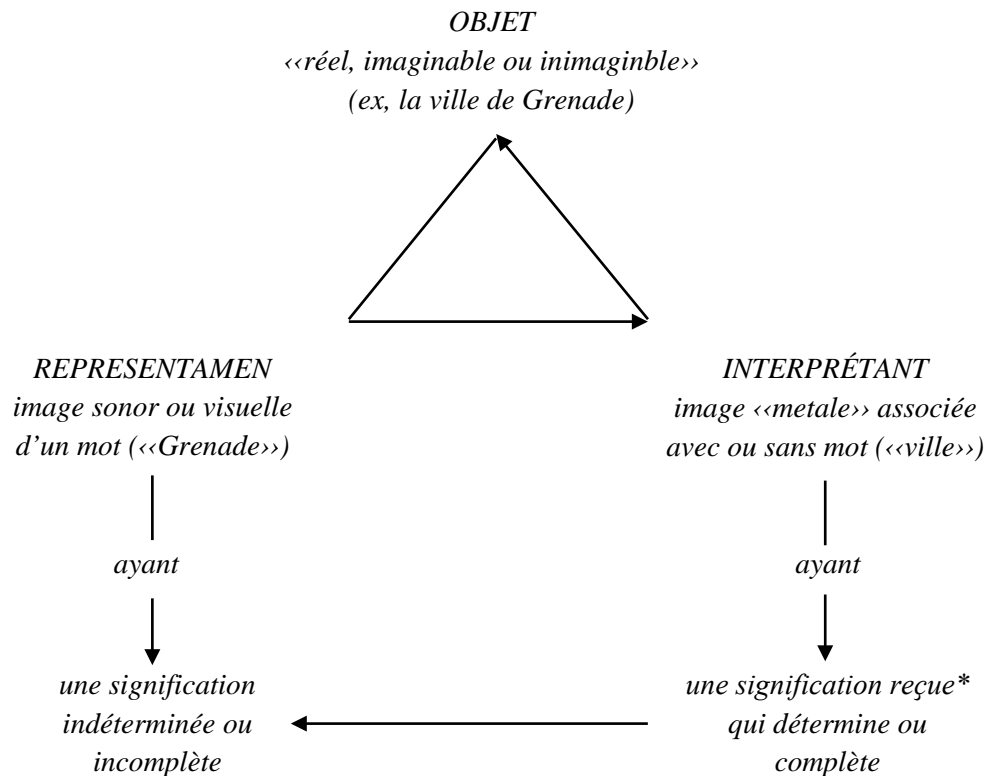 OBJET
‹‹réel, imaginable ou inimaginble››
(ex, la ville de Grenade)
REPRESENTAMEN
image sonor ou visuelle
d’un mot (‹‹Grenade››)
INTERPRÉTANT
image ‹‹metale›› associée
avec ou sans mot (‹‹ville››)
ayant
ayant
une signification
indéterminée ou
incomplète
une signification reçue*
qui détermine ou
complète